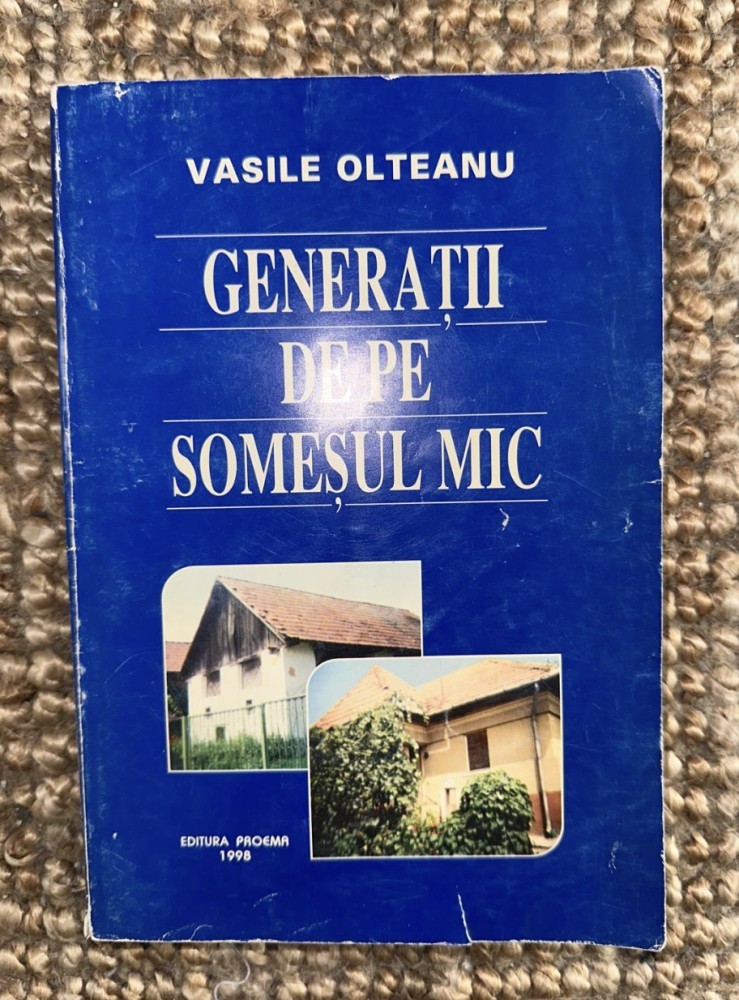 VASILE OLTEANU
GENERAȚII
DE PE
SOMEȘUL MIC
EDITURA PROEMA
1998